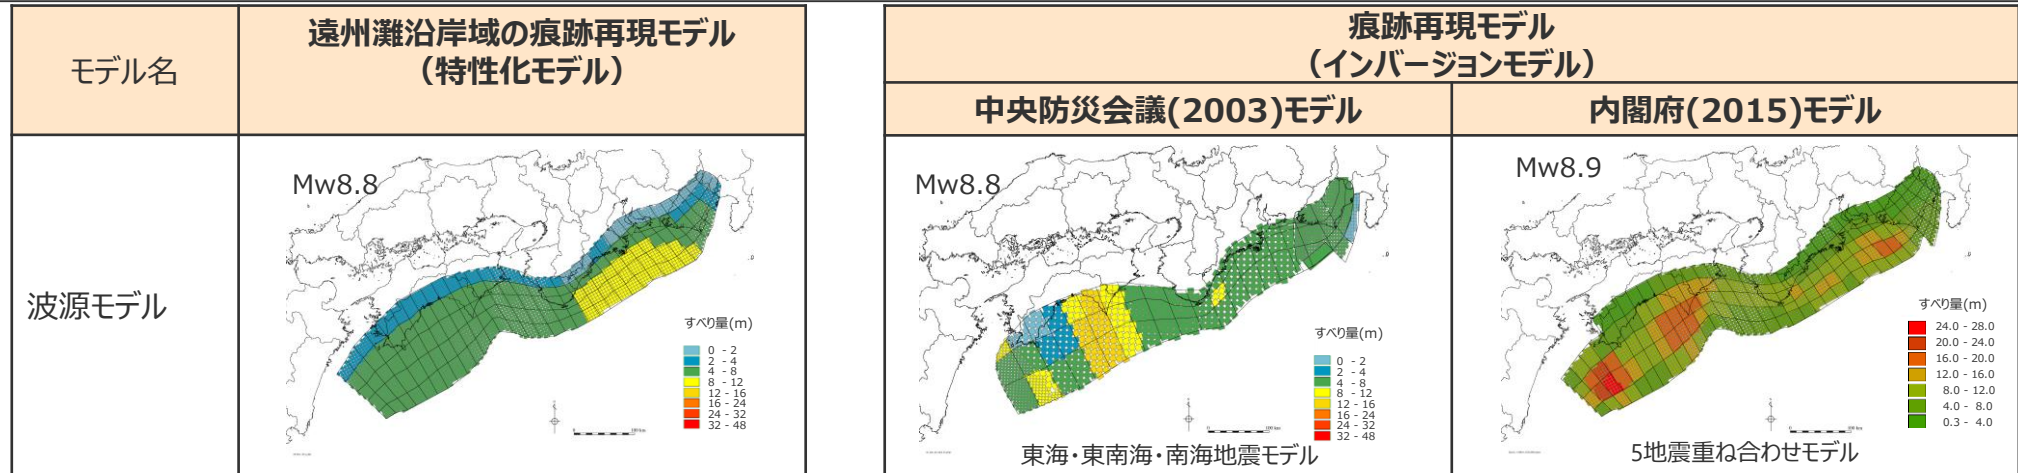 モデル名
遠州灘沿岸域の痕跡再現モデル
（特性化モデル）
波源モデル
Mw8.8
すべり量(m)
0 - 2
2 - 4
4 - 8
8 - 12
12 - 16
16 - 24
24 - 32
32 - 48
痕跡再現モデル
（インバージョンモデル）
中央防災会議(2003)モデル
内閣府(2015)モデル
Mw8.8
すべり量(m)
0 - 2
2 - 4
4 - 8
8 - 12
12 - 16
16 - 24
24 - 32
32 - 48
東海・東南海・南海地震モデル
Mw8.9
すべり量(m)
24.0 - 28.0
20.0 - 24.0
16.0 - 20.0
12.0 - 16.0
8.0 - 12.0
4.0 - 8.0
0.3 - 4.0
5地震重ね合わせモデル